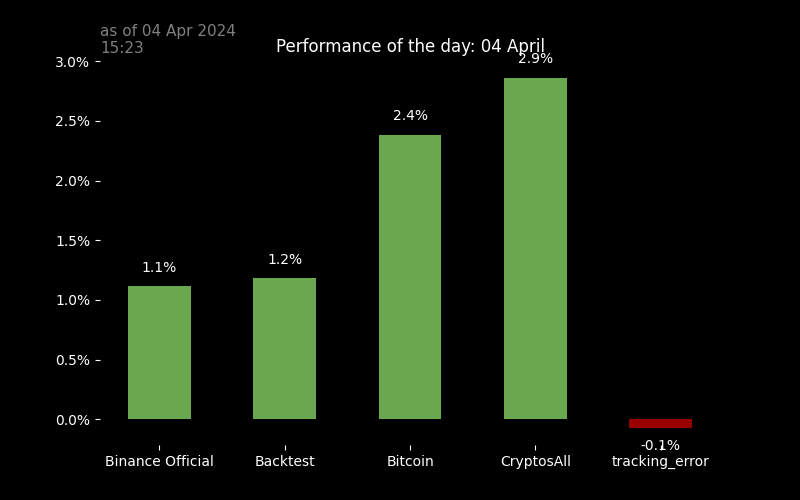 as of 04 Apr 2024
15:23
Performance of the day: 04 April
3.0%
2.5%
2.0%
1.5%
1.0%
0.5%
0.0%
1.1%
1.2%
2.4%
2.9%
-0.1%
Binance Official
Backtest
Bitcoin
CryptosAll
tracking_error